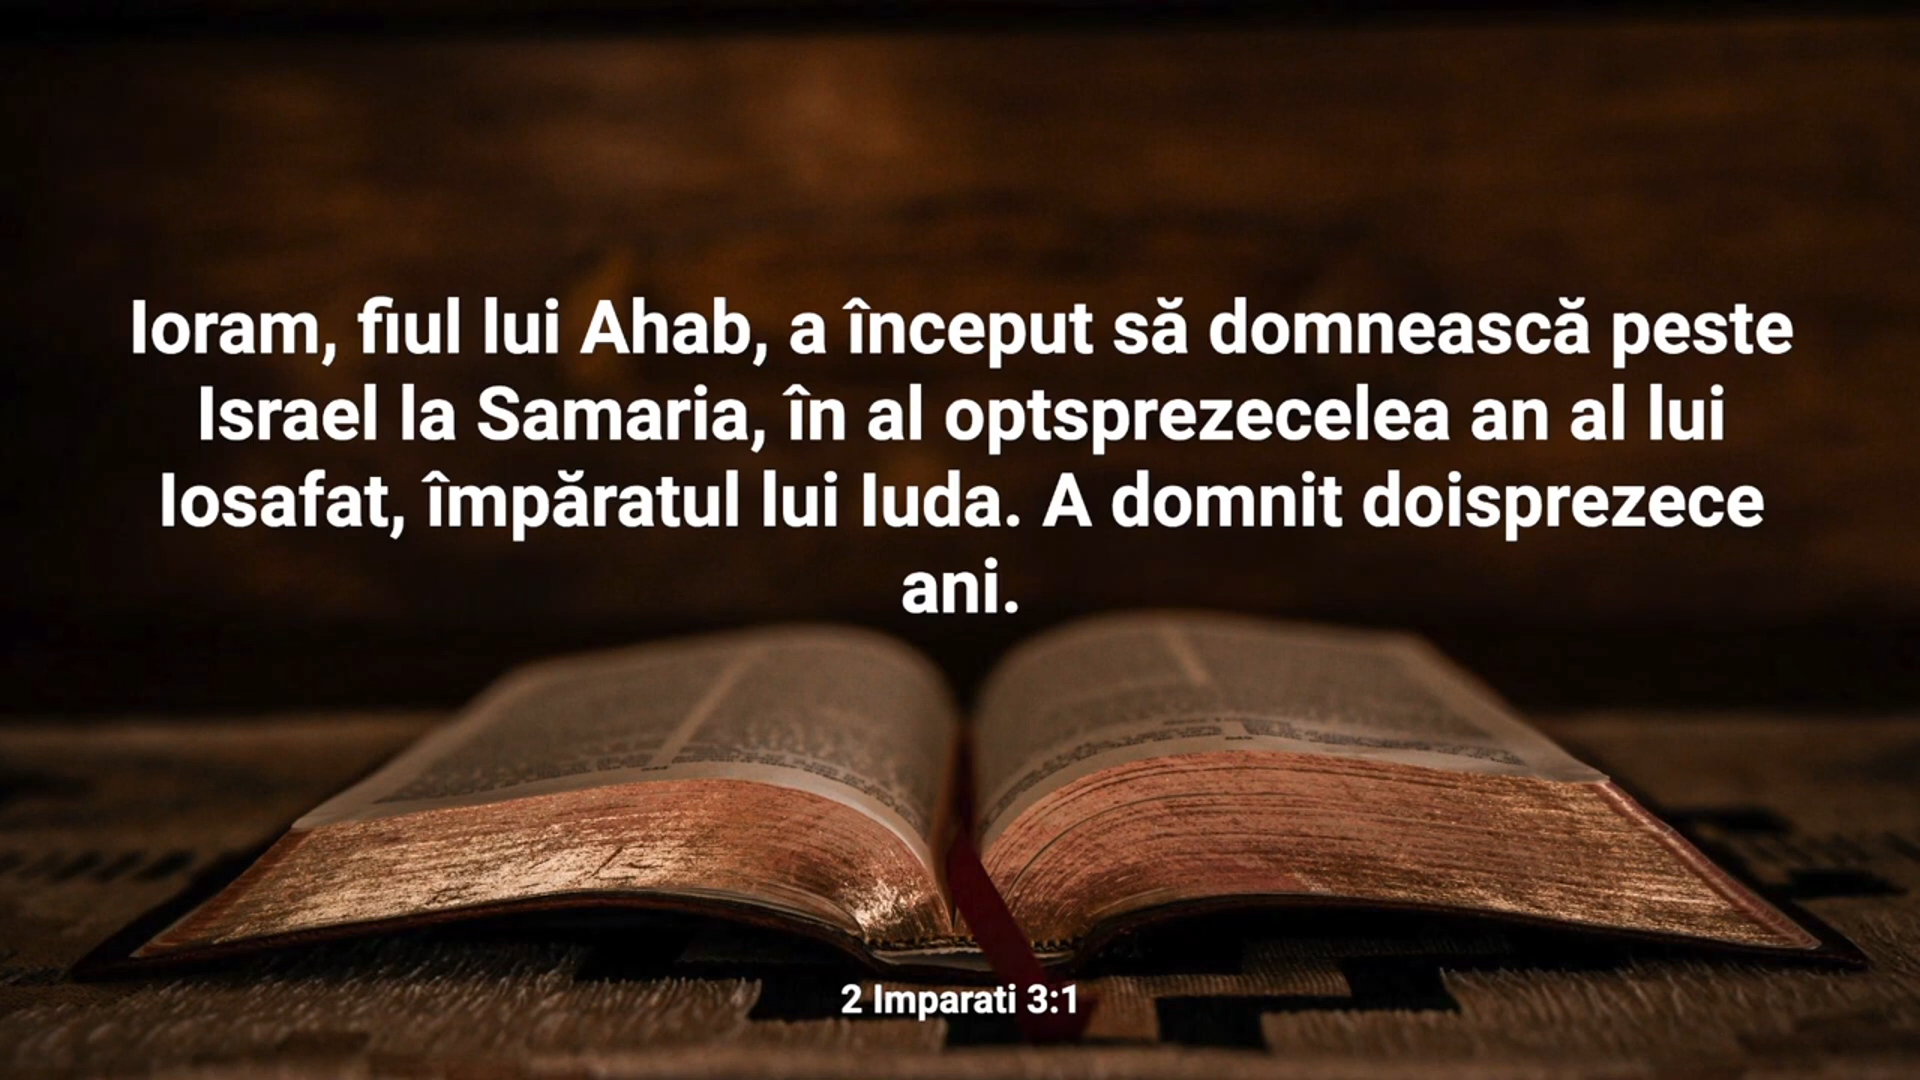 Ioram, fiul lui Ahab, a început să domnească peste
Israel la Samaria, în al optsprezecelea an al lui
Iosafat, împăratul lui Iuda. A domnit doisprezece
ani.
2 Imparati 3:1